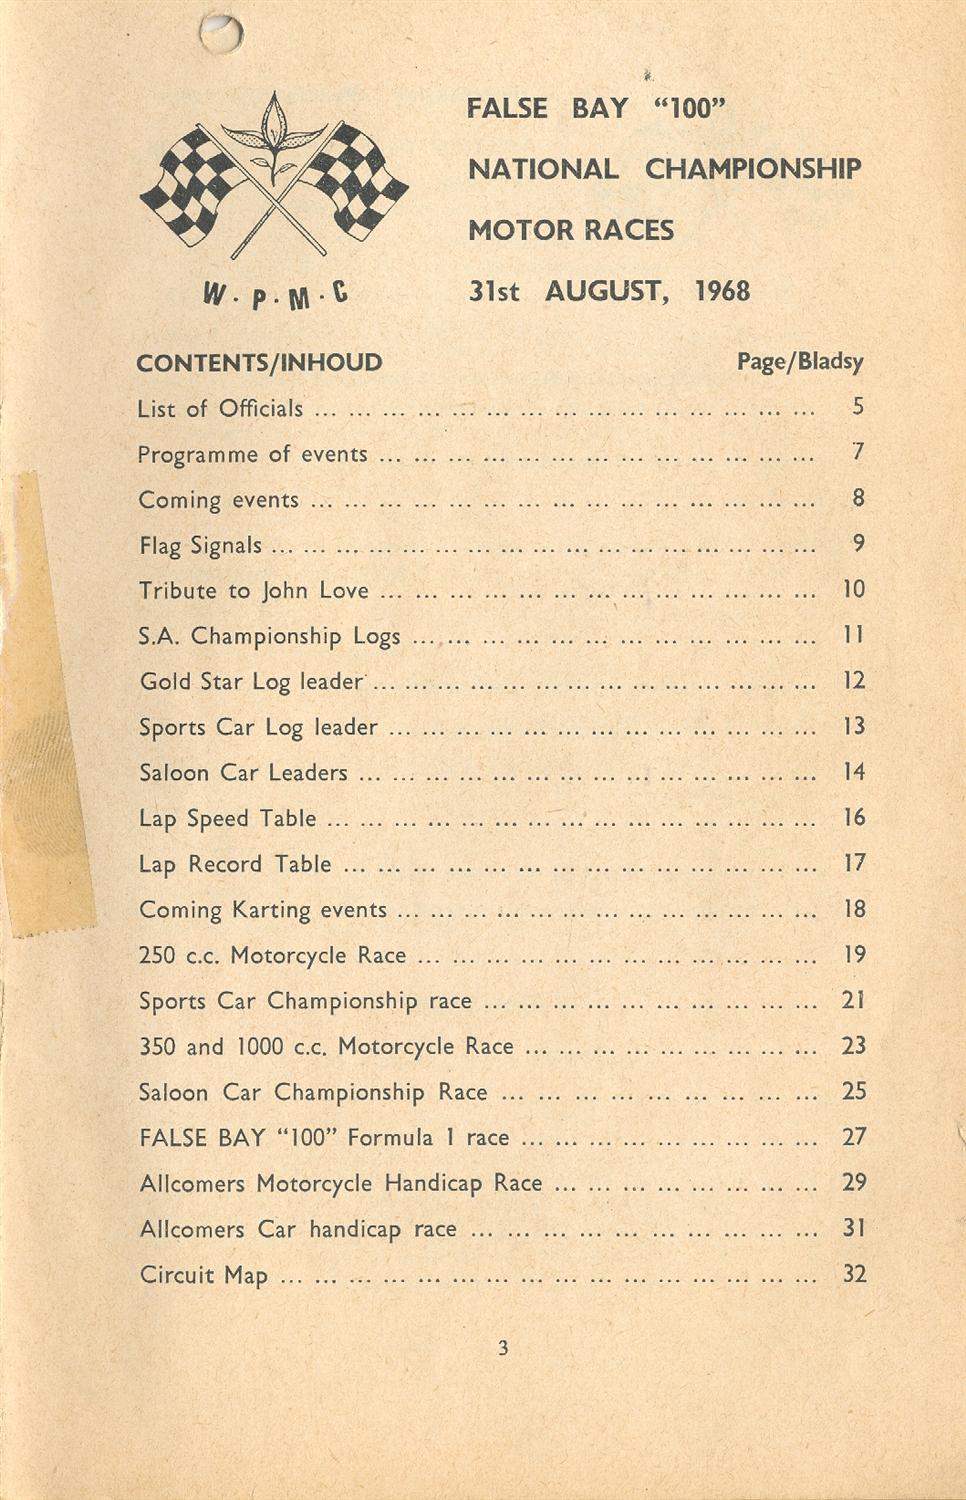 FALSE BAY “100”
NATIONAL CHAMPIONSHIP
MOTOR RACES
31st AUGUST, 1968
W · P · M · C
CONTENTS/INHOUD Page/Bladsy
List of Officials ... ... ... ... ... ... ... ... ... ... ... ... ... ... ... 5
Programme of events ... ... ... ... ... ... ... ... ... ... ... ... ... 7
Coming events ... ... ... ... ... ... ... ... ... ... ... ... ... ... ... 8
Flag Signals ... ... ... ... ... ... ... ... ... ... ... ... ... ... ... ... 9
Tribute to John Love ... ... ... ... ... ... ... ... ... ... ... ... ... 10
S.A. Championship Logs ... ... ... ... ... ... ... ... ... ... ... ... 11
Gold Star Log leader ... ... ... ... ... ... ... ... ... ... ... ... ... ... 12
Sports Car Log leader ... ... ... ... ... ... ... ... ... ... ... ... ... 13
Saloon Car Leaders ... ... ... ... ... ... ... ... ... ... ... ... ... ... 14
Lap Speed Table ... ... ... ... ... ... ... ... ... ... ... ... ... ... ... 16
Lap Record Table ... ... ... ... ... ... ... ... ... ... ... ... ... ... 17
Coming Karting events ... ... ... ... ... ... ... ... ... ... ... ... ... 18
250 c.c. Motorcycle Race ... ... ... ... ... ... ... ... ... ... ... ... 19
Sports Car Championship race ... ... ... ... ... ... ... ... ... ... 21
350 and 1000 c.c. Motorcycle Race ... ... ... ... ... ... ... ... ... 23
Saloon Car Championship Race ... ... ... ... ... ... ... ... ... 25
FALSE BAY “100” Formula 1 race ... ... ... ... ... ... ... ... ... 27
Allcomers Motorcycle Handicap Race ... ... ... ... ... ... ... ... 29
Allcomers Car handicap race ... ... ... ... ... ... ... ... ... ... 31
Circuit Map ... ... ... ... ... ... ... ... ... ... ... ... ... ... ... ... 32
3